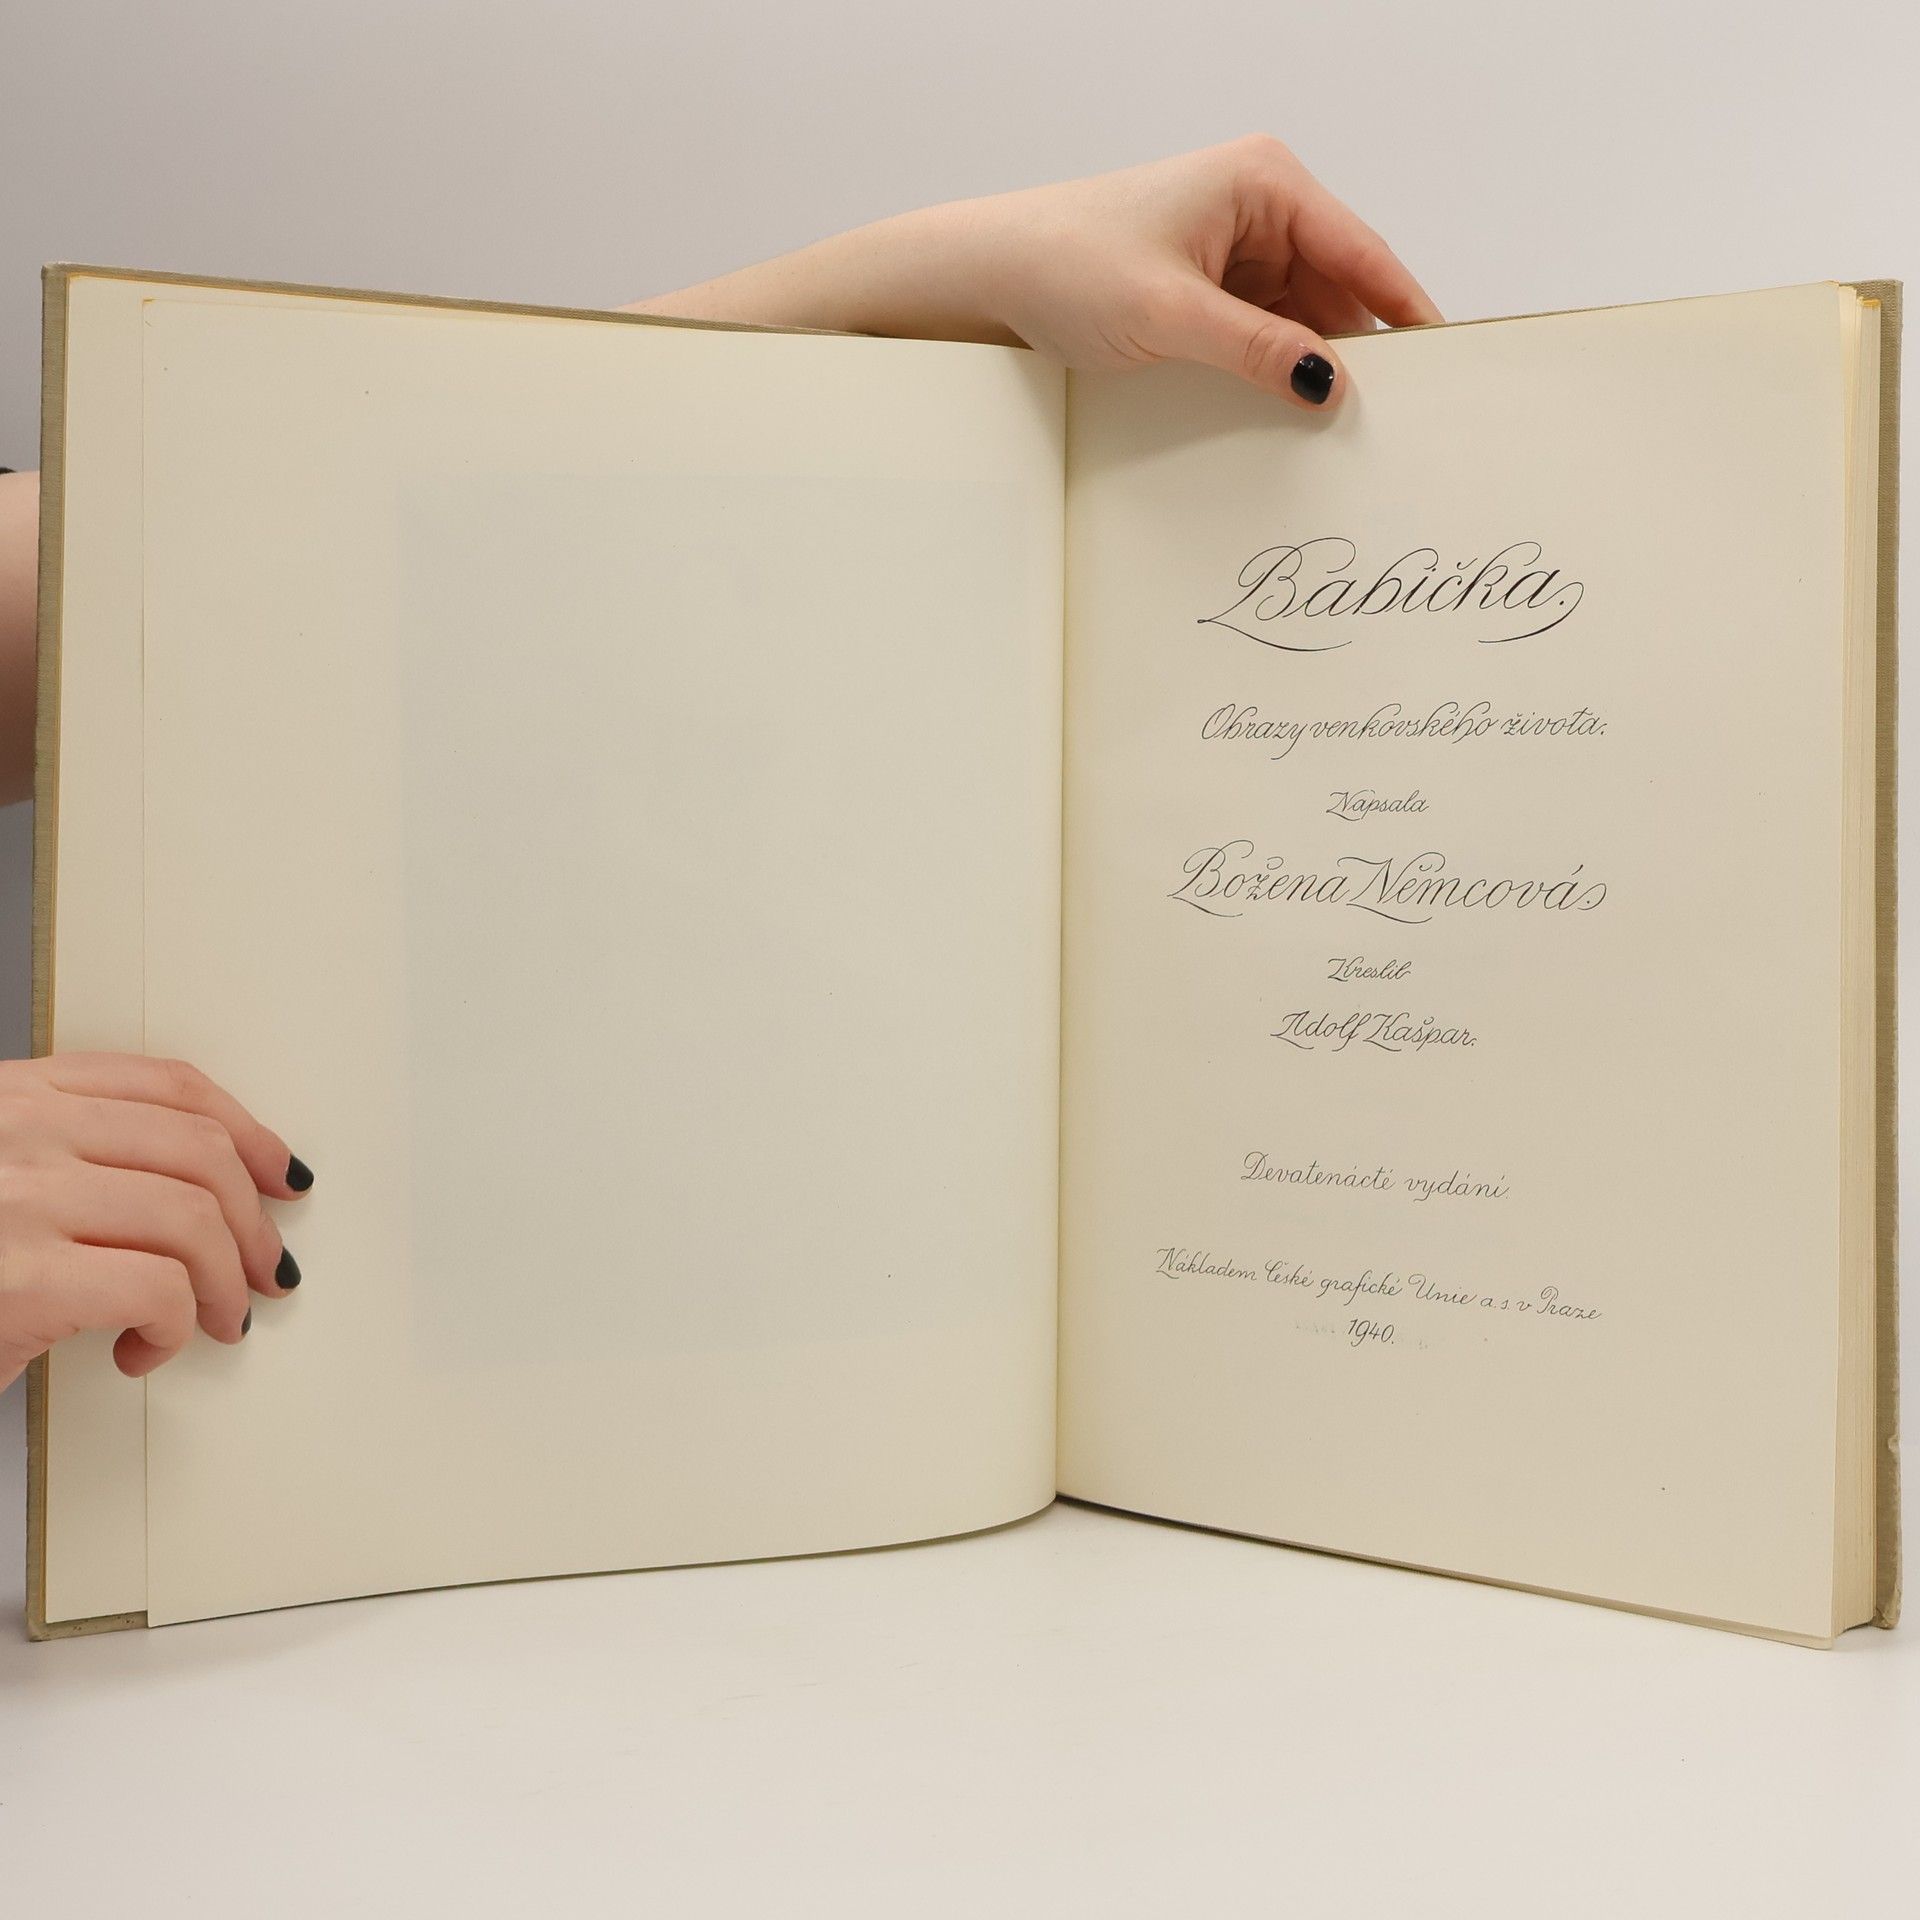 Babička.
Obrazy venkovského života.
Napsala
Božena Němcová.
Kreslil
Adolf Kašpar.
Devatenácté vydání.
Nákladem České grafické Unie a. s. v Praze
1940.